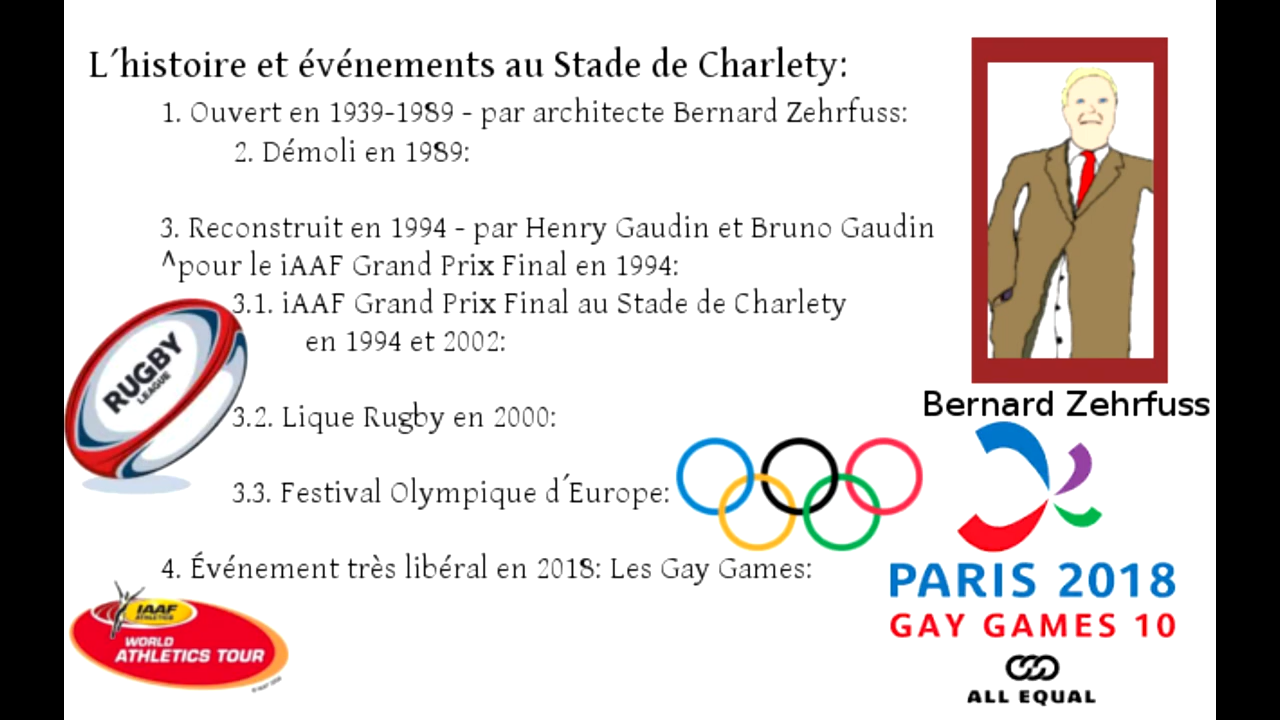 L´histoire et événements au Stade de Charlety:
1. Ouvert en 1939-1989 - par architecte Bernard Zehrfuss:
2. Démoli en 1989:
3. Reconstruit en 1994 - par Henry Gaudin et Bruno Gaudin
^pour le iAAF Grand Prix Final en 1994:
3.1. iAAF Grand Prix Final au Stade de Charlety
en 1994 et 2002:
RUGBY
LEAGUE
Bernard Zehrfuss
3.2. Lique Rugby en 2000:
3.3. Festival Olympique d´Europe:
4. Événement très libéral en 2018: Les Gay Games:
PARIS 2018
GAY GAMES 10
ALL EQUAL
IAAF
ATHLETICS
WORLD
ATHLETICS TOUR